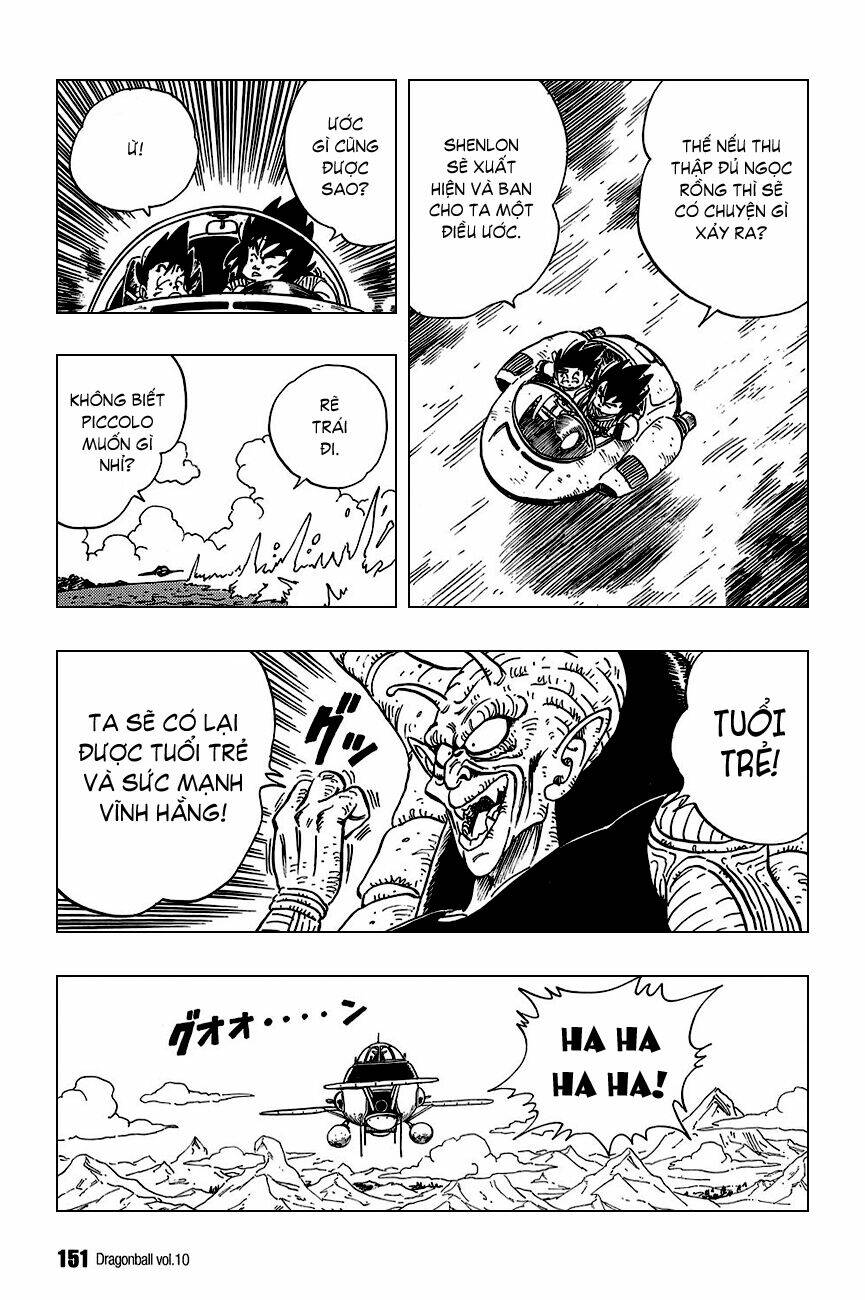 THẾ NẾU THU
THẬP ĐỦ NGỌC
RỒNG THÌ SẼ
CÓ CHUYỆN GÌ
XẢY RA?
SHENLON
SẼ XUẤT
HIỆN VÀ BAN
CHO TA MỘT
ĐIỀU ƯỚC.
ƯỚC
GÌ CŨNG
ĐƯỢC
SAO?
Ừ!
RẼ
TRÁI
ĐI.
KHÔNG BIẾT
PICCOLO
MUỐN GÌ
NHỈ?
TUỔI
TRẺ!
グッ
TA SẼ CÓ LẠI
ĐƯỢC TUỔI TRẺ
VÀ SỨC MẠNH
VĨNH HẰNG!
HA HA
HA HA!
グオオ・・・・ン
151 Dragonball vol.10